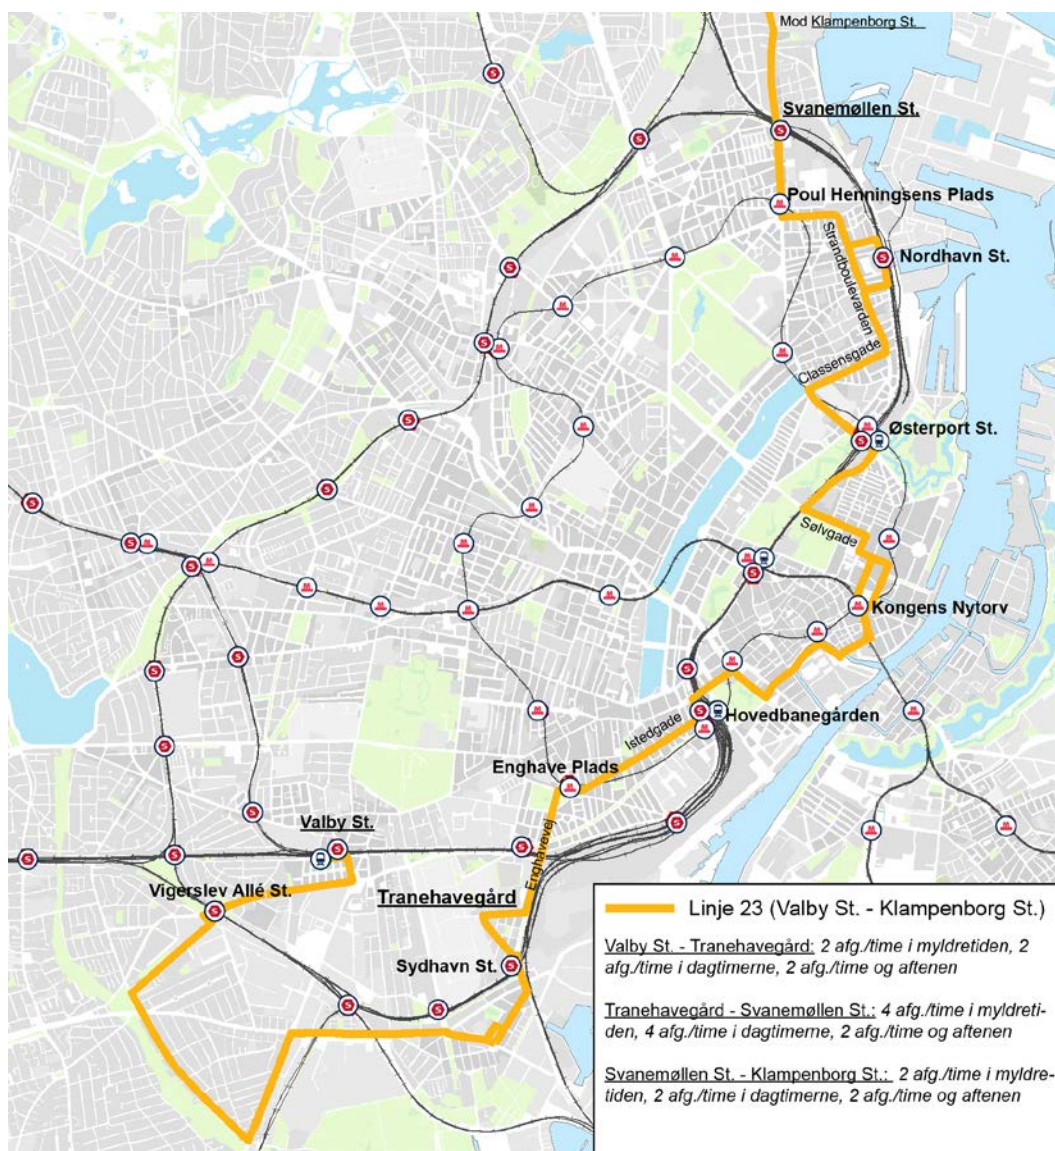 Mod Klampenborg St.
Svanemøllen St.
Poul Henningsens Plads
Strandboulevarden
Nordhavn St.
Classensgade
Østerport St.
Sølvgade
Kongens Nytorv
Istedgade
Hovedbanegården
Enghave Plads
Enghavevej
Valby St.
Vigerslev Allé St.
Tranehavegård
Sydhavn St.
Linje 23 (Valby St. - Klampenborg St.)
Valby St. - Tranehavegård: 2 afg./time i myldretiden, 2
afg./time i dagtimerne, 2 afg./time og aftenen
Tranehavegård - Svanemøllen St.: 4 afg./time i myldreti-
den, 4 afg./time i dagtimerne, 2 afg./time og aftenen
Svanemøllen St. - Klampenborg St.: 2 afg./time i myldre-
tiden, 2 afg./time i dagtimerne, 2 afg./time og aftenen